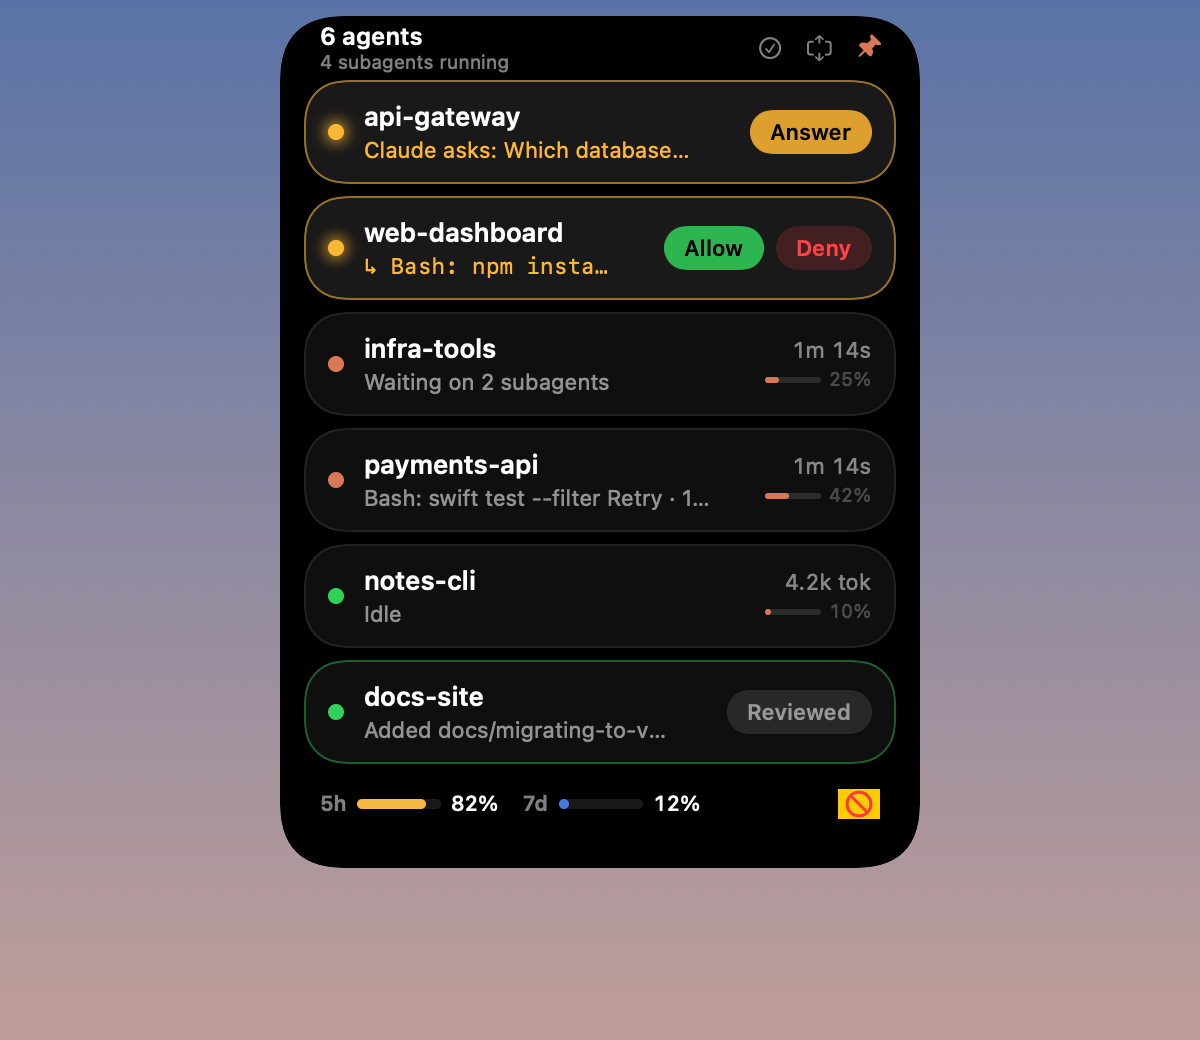 6 agents
4 subagents running
api-gateway
Claude asks: Which database...
Answer
web-dashboard
↳ Bash: npm insta…
Allow
Deny
infra-tools
1m 14s
Waiting on 2 subagents
25%
payments-api
1m 14s
Bash: swift test --filter Retry · 1...
42%
notes-cli
4.2k tok
Idle
10%
docs-site
Added docs/migrating-to-v...
Reviewed
5h 82% 7d 12%